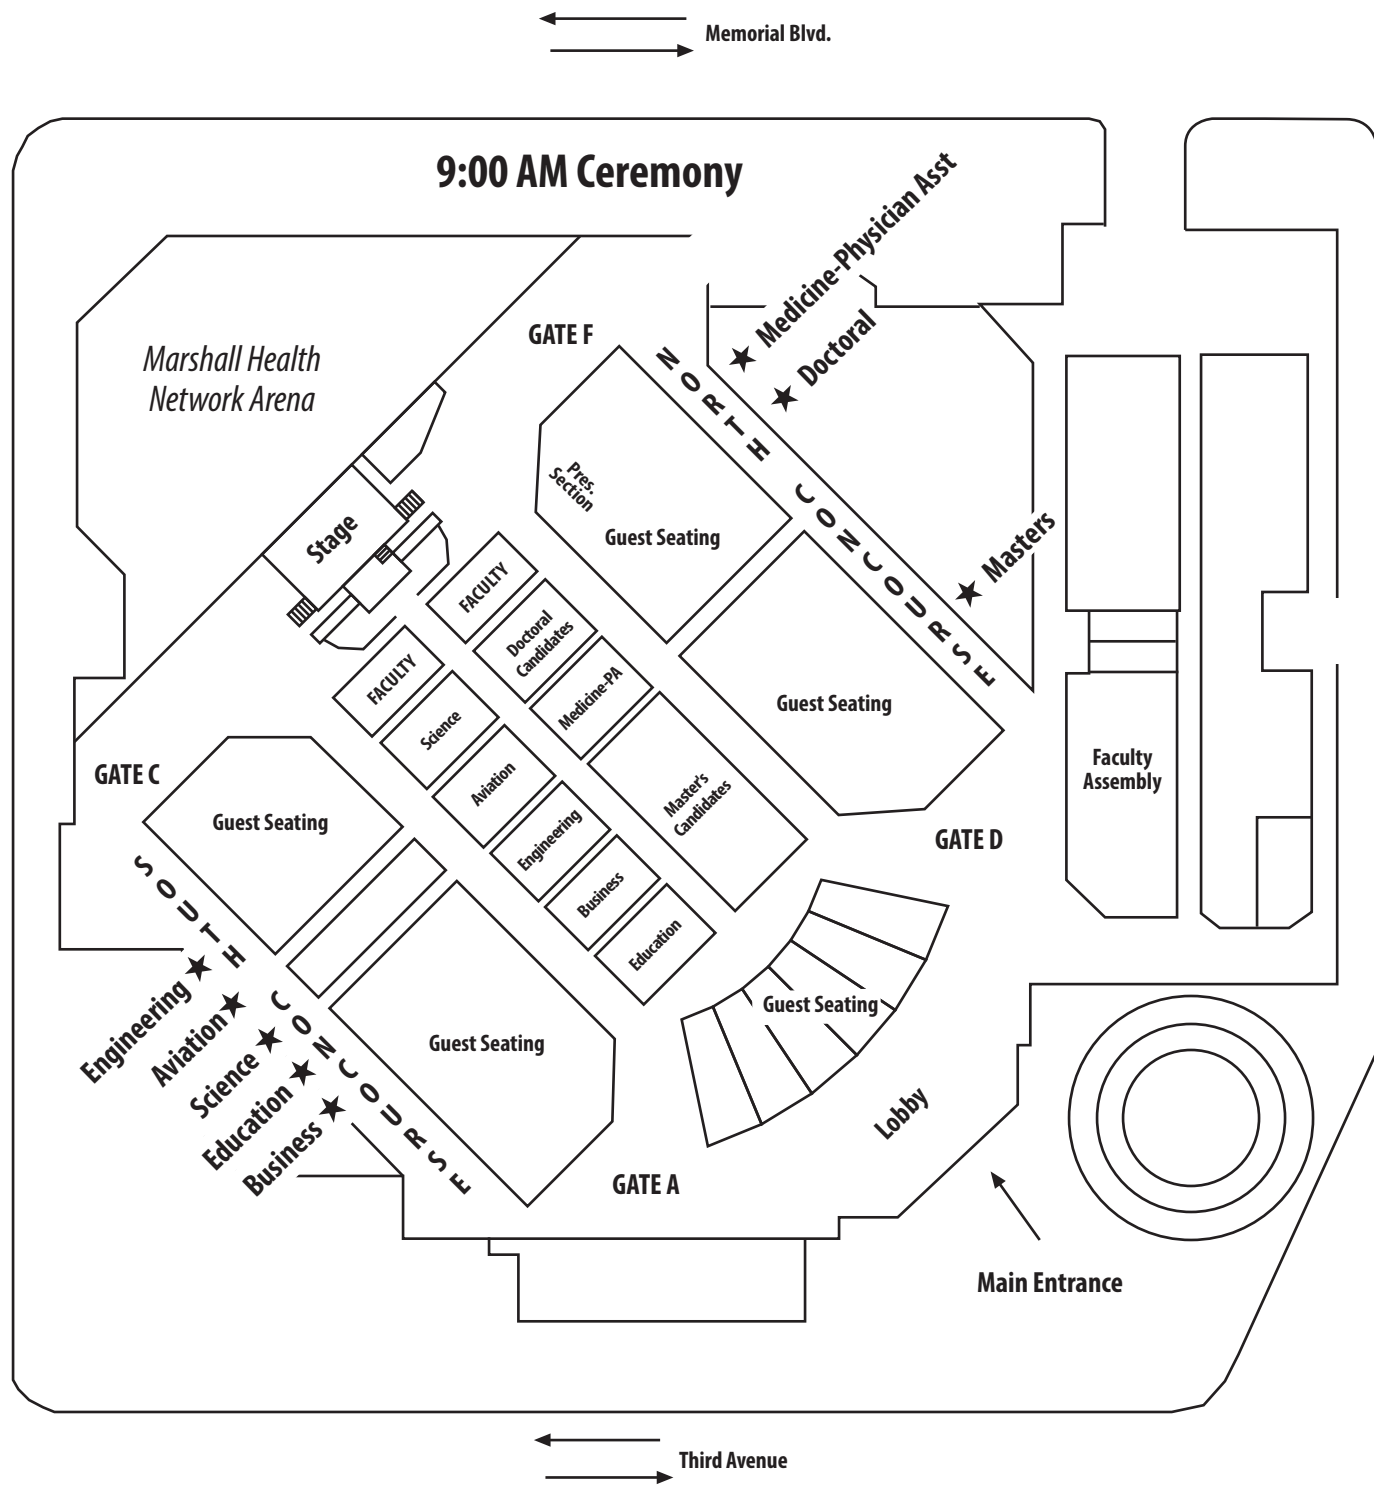 Memorial Blvd.
9:00 AM Ceremony
Medicine-Physician Asst
Doctoral
Masters
Marshall Health
Network Arena
GATE F
NORTH CONCOURSE
Pres.
Section
Guest Seating
Stage
FACULTY
Doctoral
Candidates
Medicine-PA
Master's
Candidates
Guest Seating
FACULTY
Science
Aviation
Engineering
Business
Education
Faculty
Assembly
GATE C
Guest Seating
GATE D
SOUTH CONCOURSE
Engineering
Aviation
Science
Education
Business
Guest Seating
Guest Seating
Lobby
GATE A
Main Entrance
Third Avenue